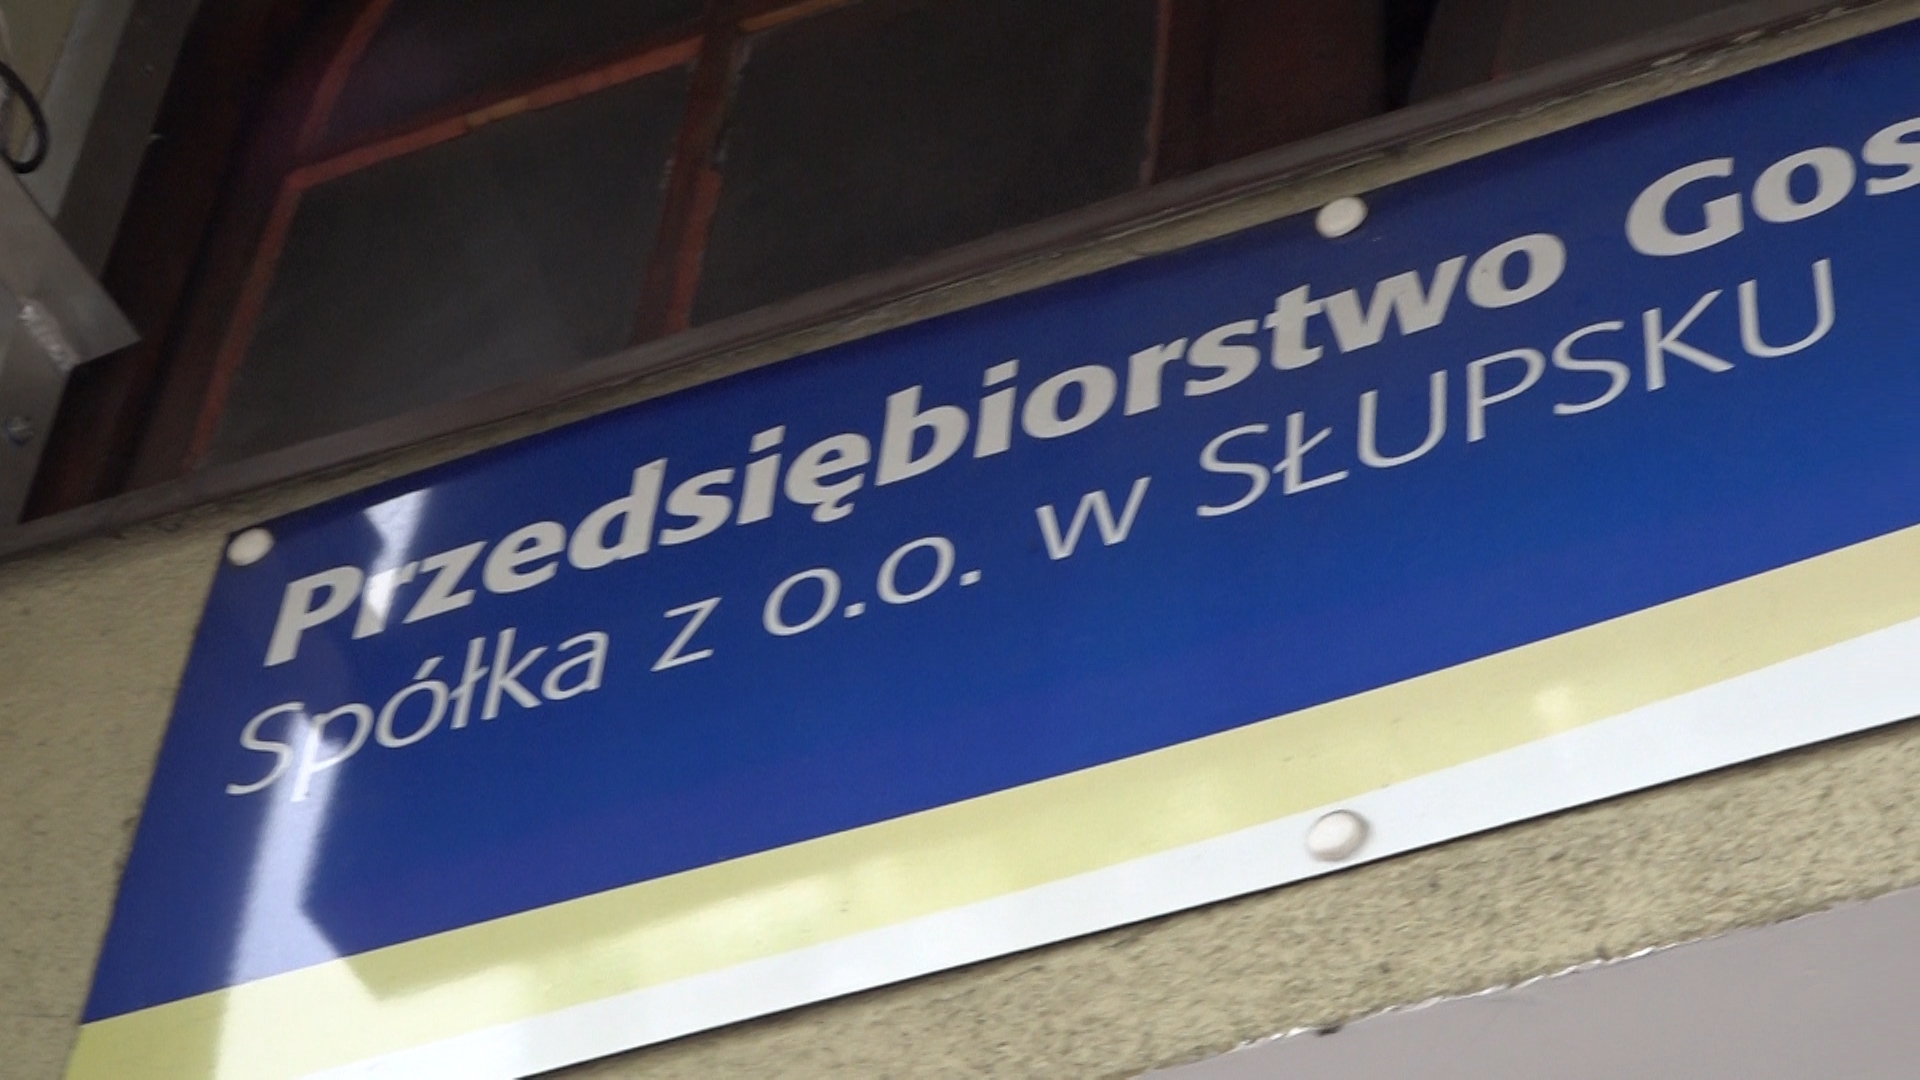 Przedsiębiorstwo Gos
Spółka z o.o. w SŁUPSKU